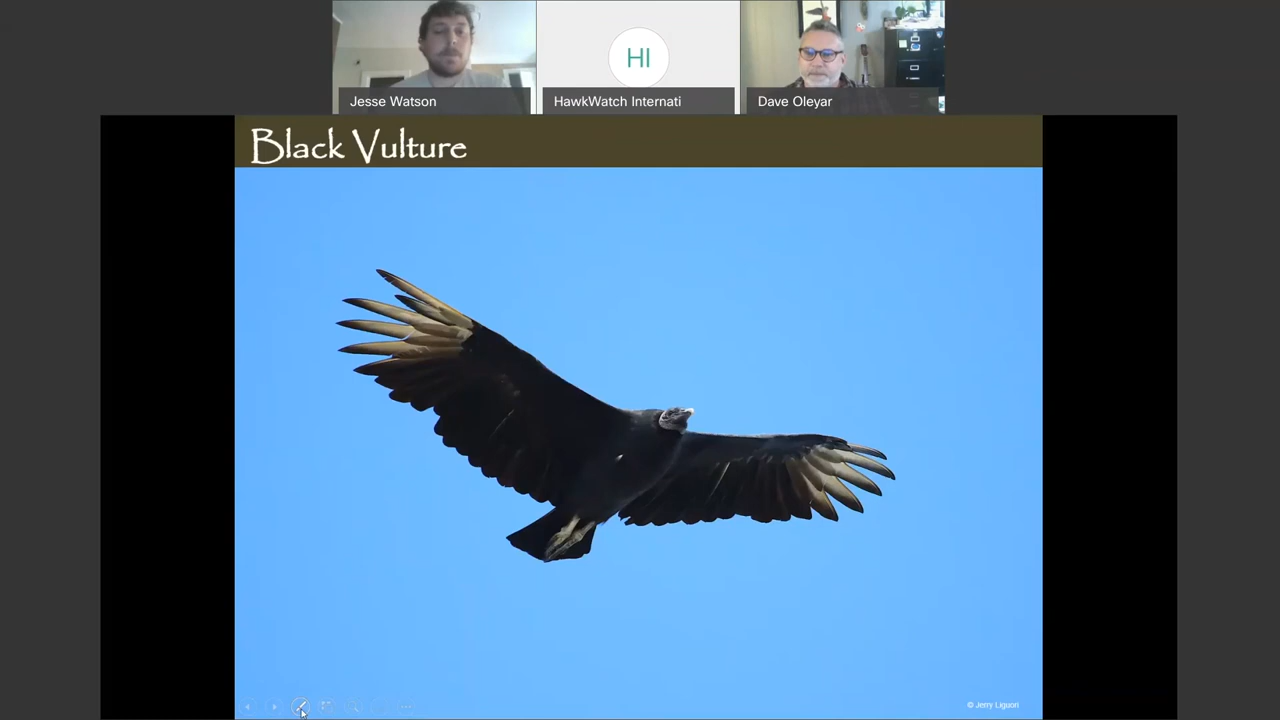 HI
Jesse Watson
HawkWatch Internati
Dave Oleyar
Black Vulture
© Jerry Liguori